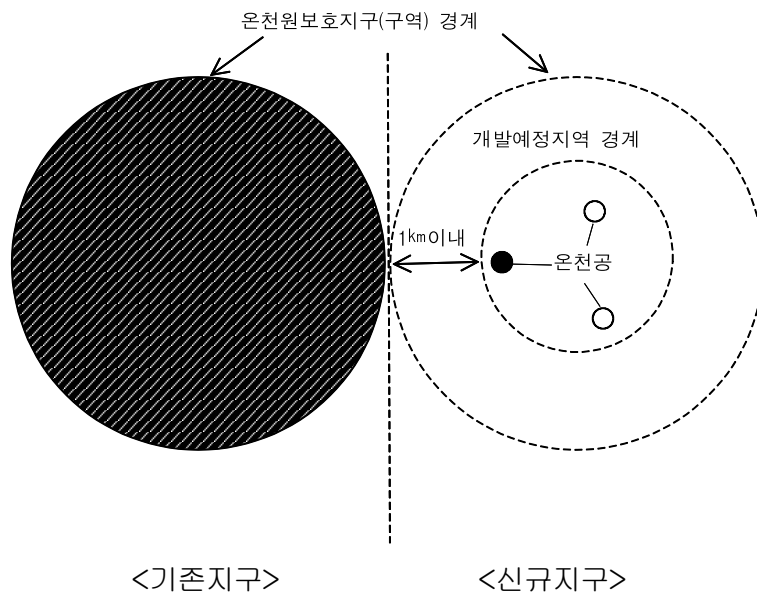 온천원보호지구(구역) 경계
개발예정지역 경계
1km이내
온천공
<기존지구>
<신규지구>